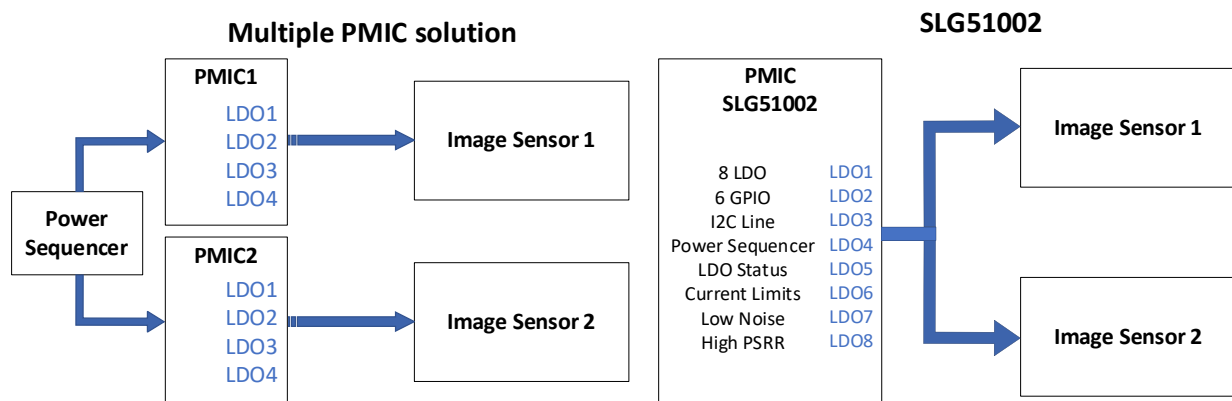 Multiple PMIC solution
PMIC1
LDO1
LDO2
LDO3
LDO4
Image Sensor 1
Power
Sequencer
PMIC2
LDO1
LDO2
LDO3
LDO4
Image Sensor 2
SLG51002
PMIC
SLG51002
8 LDO LDO1
6 GPIO LDO2
I2C Line LDO3
Power Sequencer LDO4
LDO Status LDO5
Current Limits LDO6
Low Noise LDO7
High PSRR LDO8
Image Sensor 1
Image Sensor 2